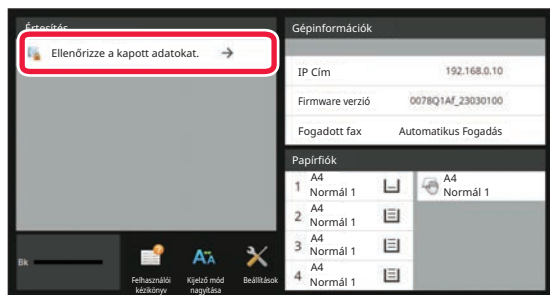 Értesítés
Ellenőrizze a kapott adatokat.
Gépinformációk
IP Cím 192.168.0.10
Firmware verzió 0078Q1Af_23030100
Fogadott fax Automatikus Fogadás
Papírfiók
1 A4
Normál 1
A4
Normál 1
2 A4
Normál 1
3 A4
Normál 1
4 A4
Normál 1
Bk
Felhasználói
kézikönyv
Kijelző mód
nagyítása
Beállítások